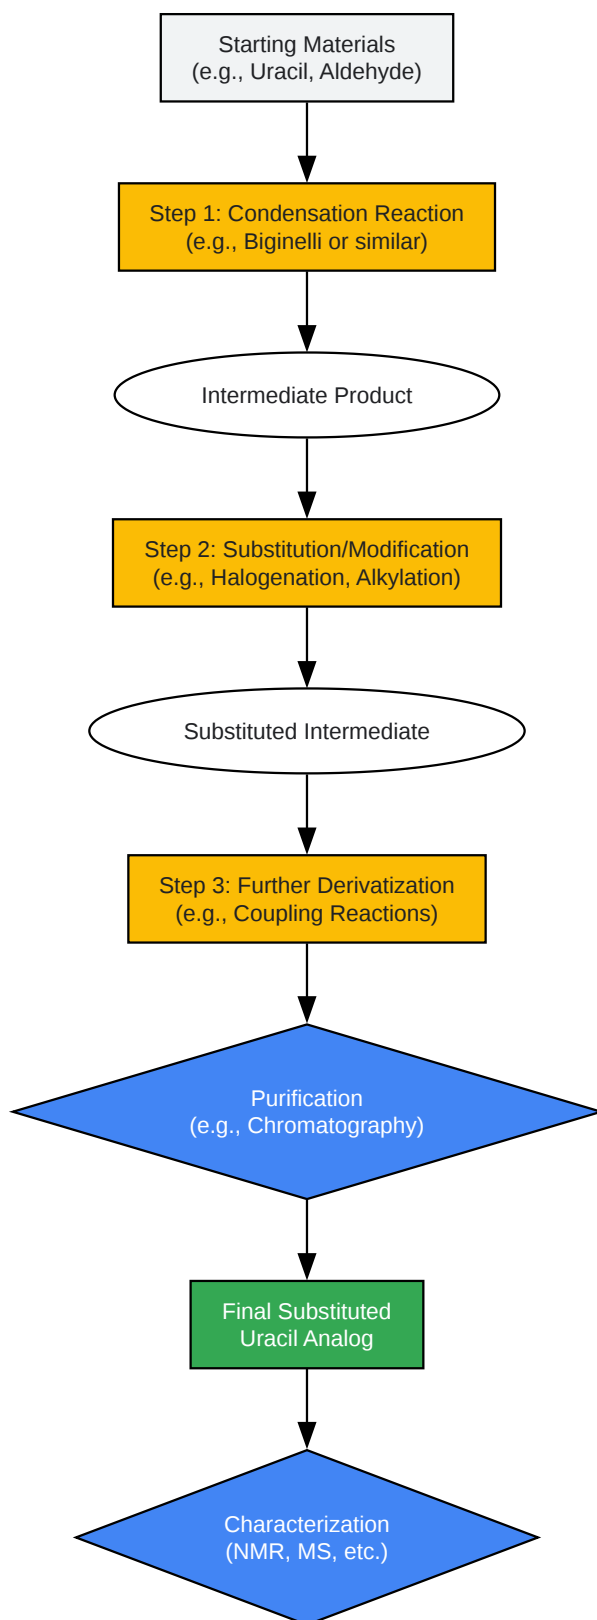 Starting Materials
(e.g., Uracil, Aldehyde)
Step 1: Condensation Reaction
(e.g., Biginelli or similar)
Intermediate Product
Step 2: Substitution/Modification
(e.g., Halogenation, Alkylation)
Substituted Intermediate
Step 3: Further Derivatization
(e.g., Coupling Reactions)
Purification
(e.g., Chromatography)
Final Substituted
Uracil Analog
Characterization
(NMR, MS, etc.)